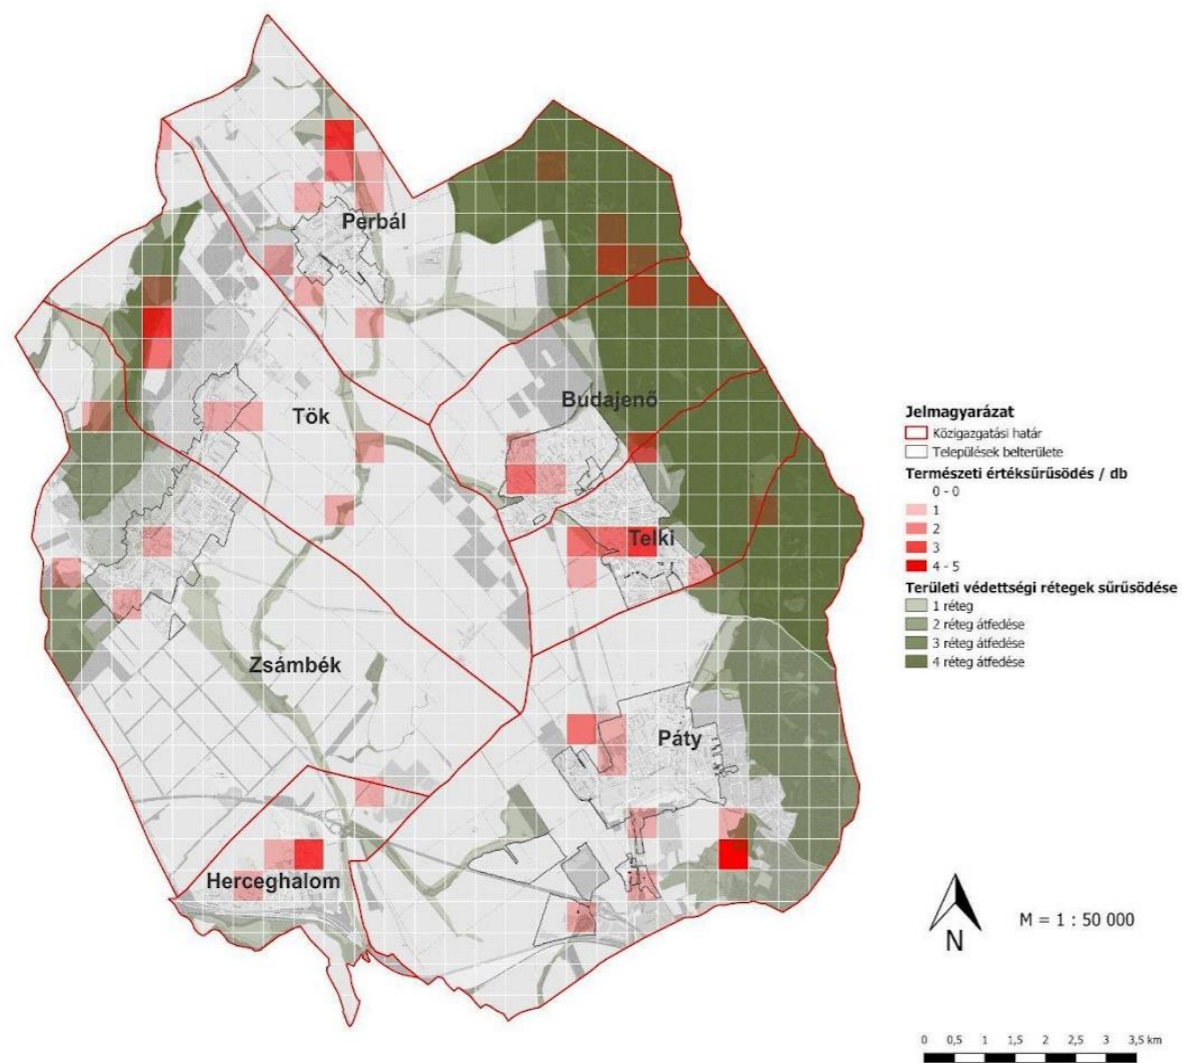 Perbál
Budajenő
Tök
Telki
Zsámbék
Páty
Herceghalom
Jelmagyarázat
Közigazgatási határ
Települések belterülete
Természeti értéksűrűsödés / db
0 - 0
1
2
3
4 - 5
Területi védettségi rétegek sűrűsödése
1 réteg
2 réteg átfedése
3 réteg átfedése
4 réteg átfedése
N
M = 1 : 50 000
0 0,5 1 1,5 2 2,5 3 3,5 km